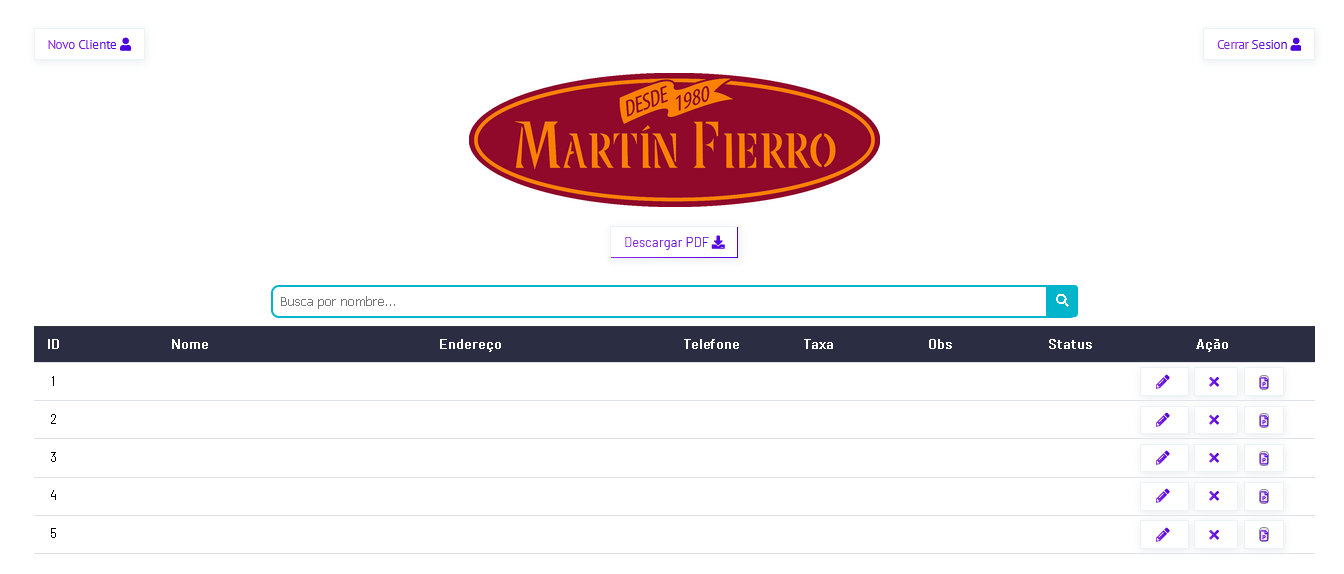 Novo Cliente
Cerrar Sesion
DESDE 1980
MARTÍN FIERRO
Descargar PDF
Busca por nombre...
ID Nome Endereço Telefone Taxa Obs Status Ação
1
2
3
4
5